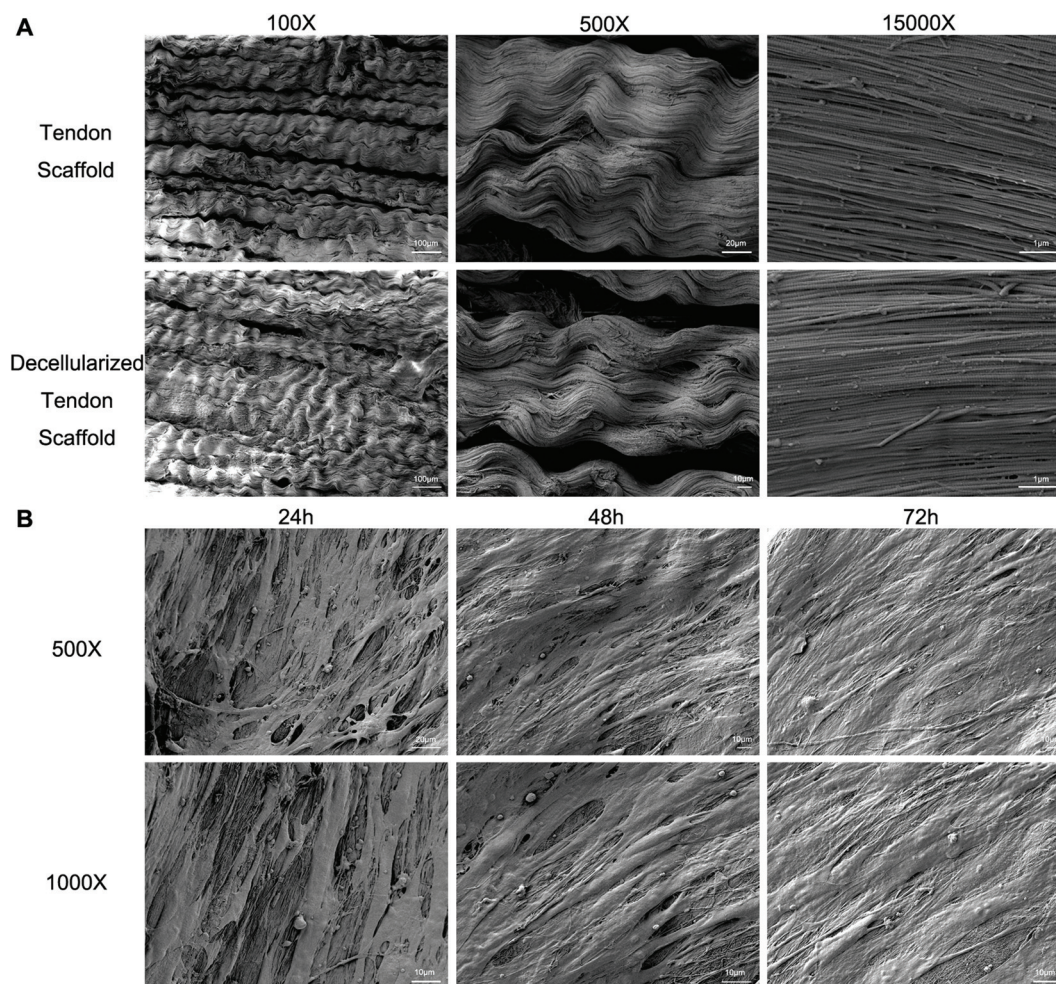 A
100X
500X
15000X
Tendon
Scaffold
100μm
20μm
1μm
Decellularized
Tendon
Scaffold
100μm
10μm
1μm
B
24h
48h
72h
500X
20μm
10μm
1000X
10μm
10μm
10μm